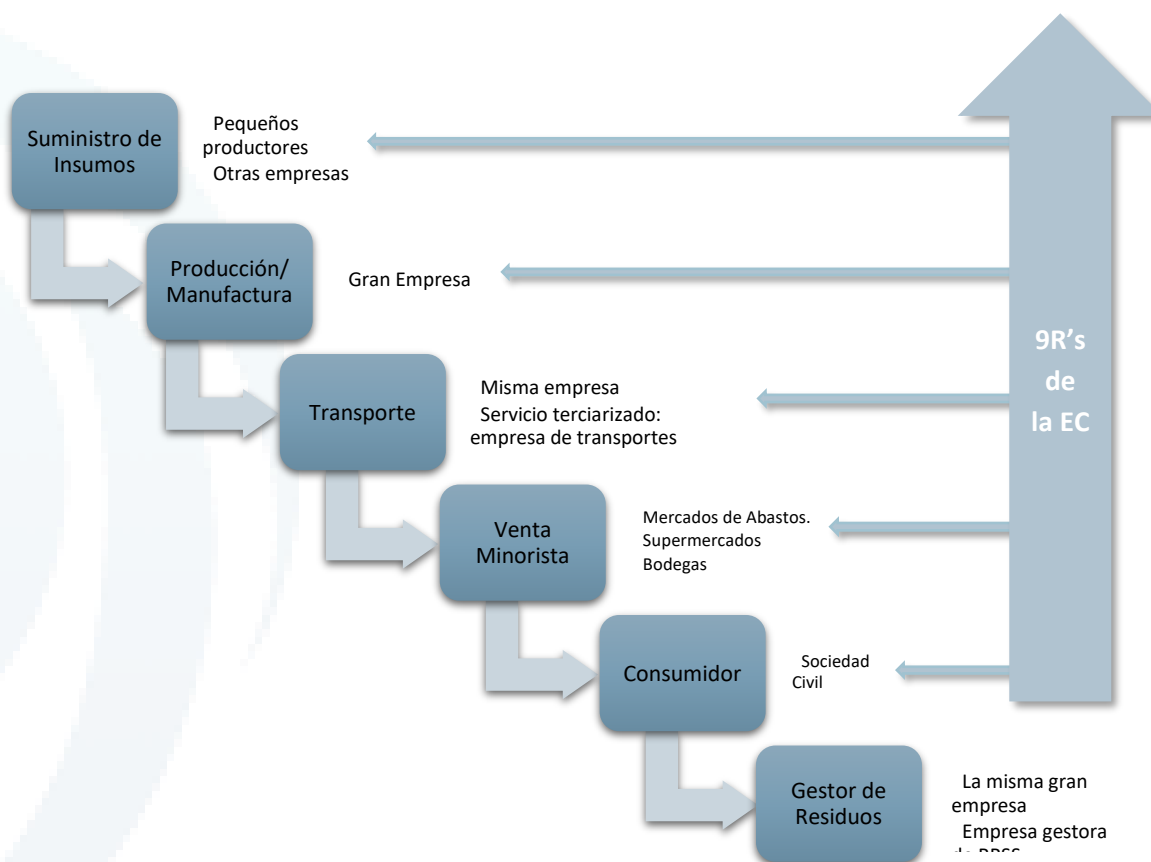 Suministro de
Insumos
Pequeños
productores
Otras empresas
Producción/
Manufactura
Gran Empresa
9R's
de
la EC
Transporte
Misma empresa
Servicio terciarizado:
empresa de transportes
Venta
Minorista
Mercados de Abastos.
Supermercados
Bodegas
Consumidor
Sociedad
Civil
Gestor de
Residuos
La misma gran
empresa
Empresa gestora